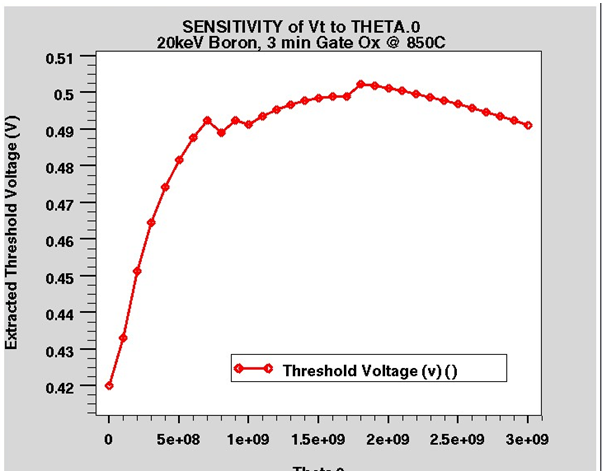 SENSITIVITY of Vt to THETA.0
20keV Boron, 3 min Gate Ox @ 850C
Extracted Threshold Voltage (V)
0.51
0.5
0.49
0.48
0.47
0.46
0.45
0.44
0.43
0.42
Threshold Voltage (v) ()
0 5e+08 1e+09 1.5e+09 2e+09 2.5e+09 3e+09